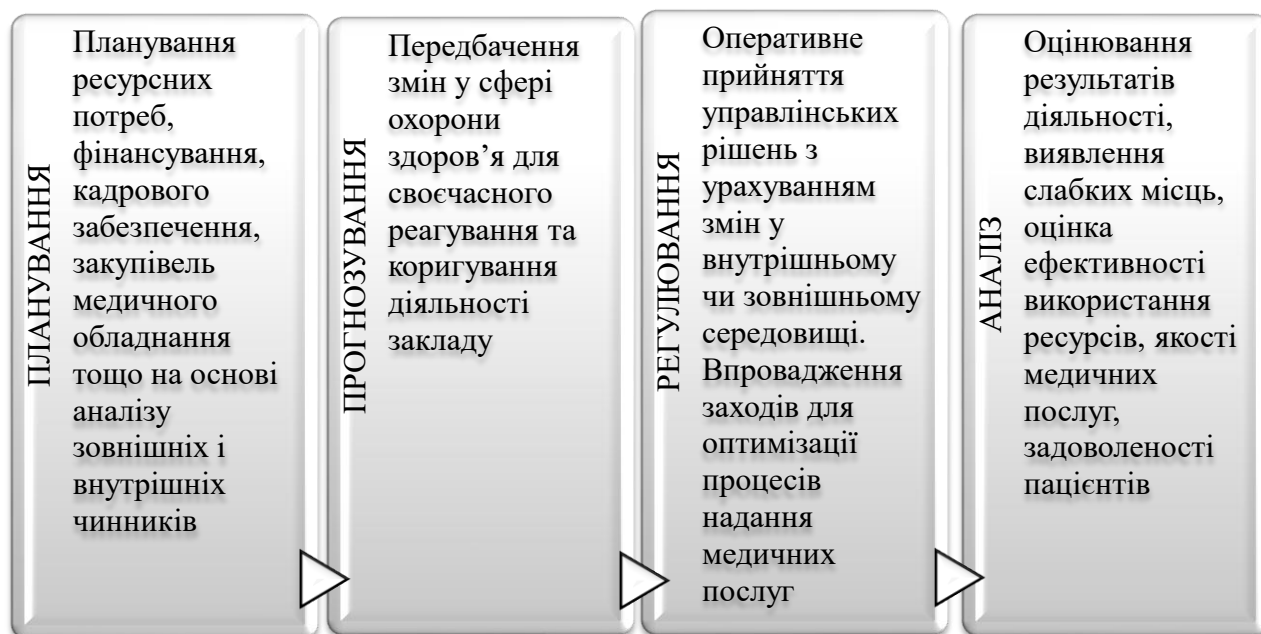 ПЛАНУВАННЯ
Планування
ресурсних
потреб,
фінансування,
кадрового
забезпечення,
закупівель
медичного
обладнання
тощо на основі
аналізу
зовнішніх і
внутрішніх
чинників
ПРОГНОЗУВАННЯ
Передбачення
змін у сфері
охорони
здоров’я для
своєчасного
реагування та
коригування
діяльності
закладу
РЕГУЛЮВАННЯ
Оперативне
прийняття
управлінських
рішень з
урахуванням
змін у
внутрішньому
чи зовнішньому
середовищі.
Впровадження
заходів для
оптимізації
процесів
надання
медичних
послуг
АНАЛІЗ
Оцінювання
результатів
діяльності,
виявлення
слабких місць,
оцінка
ефективності
використання
ресурсів, якості
медичних
послуг,
задоволеності
пацієнтів